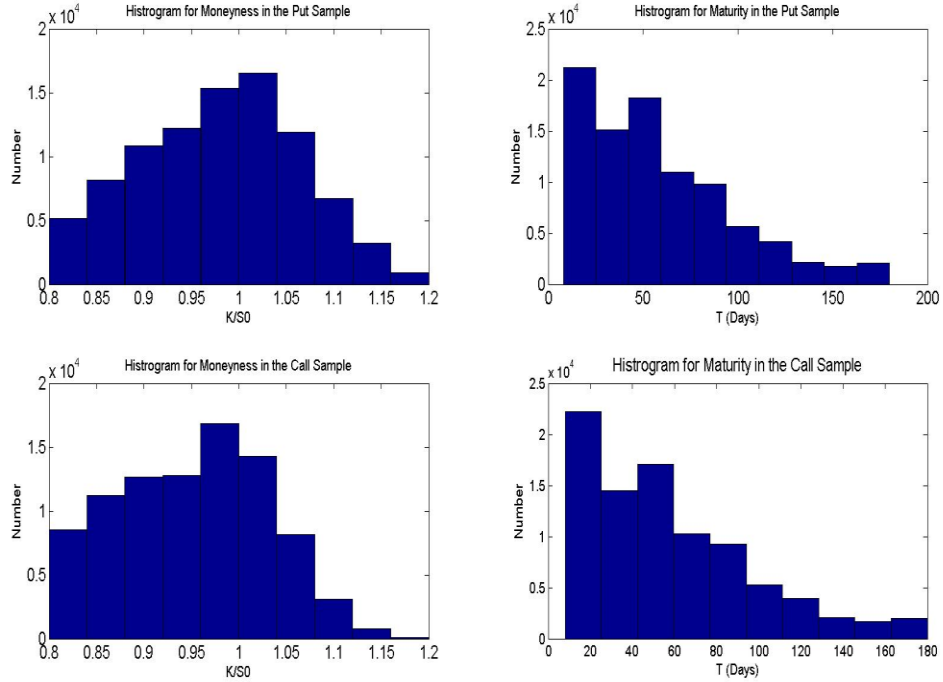 Histrogram for Moneyness in the Put Sample
x 10^4
2
1.5
1
0.5
0
Number
0.8 0.85 0.9 0.95 1 1.05 1.1 1.15 1.2
K/S0
Histrogram for Maturity in the Put Sample
x 10^4
2.5
2
1.5
1
0.5
0
Number
0 50 100 150 200
T (Days)
Histrogram for Moneyness in the Call Sample
x 10^4
2
1.5
1
0.5
0
Number
0.8 0.85 0.9 0.95 1 1.05 1.1 1.15 1.2
K/S0
Histrogram for Maturity in the Call Sample
x 10^4
2.5
2
1.5
1
0.5
0
Number
0 20 40 60 80 100 120 140 160 180
T (Days)